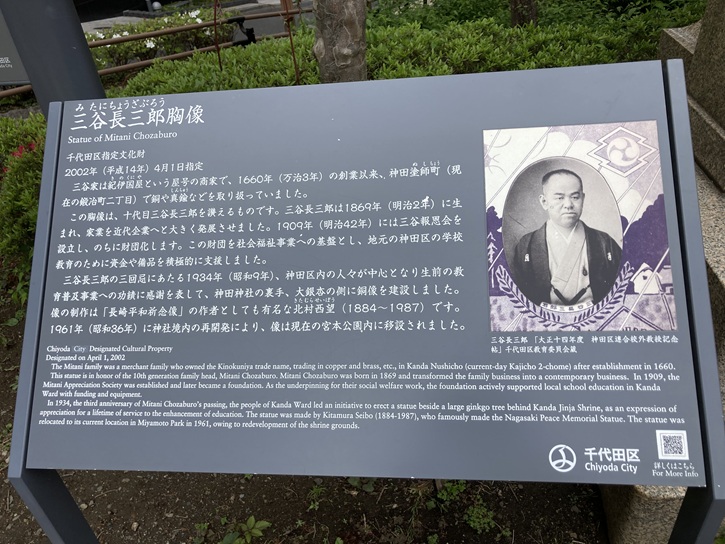 み たに ちょうざぶろう
三谷長三郎胸像
Statue of Mitani Chozaburo
千代田区指定文化財
2002年（平成14年）4月1日指定
三谷家は紀伊国屋という屋号の商家で、1660年（万治3年）の創業以来、神田塗師町（現
在の鍛冶町二丁目）で銅や真鍮などを取り扱っていました。
この胸像は、十代目三谷長三郎を讃えるものです。三谷長三郎は1869年（明治2年）に生
まれ、家業を近代企業へと大きく発展させました。1909年（明治42年）には三谷報恩会を
設立し、のちに財団化します。この財団を社会福祉事業への基盤とし、地元の神田区の学校
教育のために資金や備品を積極的に支援しました。
三谷長三郎の三回忌にあたる1934年（昭和9年）、神田区内の人々が中心となり生前の教
育普及事業への功績に感謝を表して、神田神社の裏手、大銀杏の側に銅像を建設しました。
像の制作は「長崎平和祈念像」の作者としても有名な北村西望（1884～1987）です。
1961年（昭和36年）に神社境内の再開発により、像は現在の宮本公園内に移設されました。
Chiyoda City Designated Cultural Property
Designated on April 1, 2002
The Mitani family was a merchant family who owned the Kinokuniya trade name, trading in copper and brass, etc., in Kanda Nushicho (current-day Kajicho 2-chome) after establishment in 1660.
This statue is in honor of the 10th generation family head, Mitani Chozaburo. Mitani Chozaburo was born in 1869 and transformed the family business into a contemporary business. In 1909, the
Mitani Appreciation Society was established and later became a foundation. As the underpinning for their social welfare work, the foundation actively supported local school education in Kanda
Ward with funding and equipment.
In 1934, the third anniversary of Mitani Chozaburo's passing, the people of Kanda Ward led an initiative to erect a statue beside a large ginkgo tree behind Kanda Jinja Shrine, as an expression of
appreciation for a lifetime of service to the enhancement of education. The statue was made by Kitamura Seibo (1884-1987), who famously made the Nagasaki Peace Memorial Statue. The statue was
relocated to its current location in Miyamoto Park in 1961, owing to redevelopment of the shrine grounds.
三谷長三郎 「大正十四年度 神田区連合校外教授記念
帖」千代田区教育委員会蔵
千代田区
Chiyoda City
詳しくはこちら
For More Info